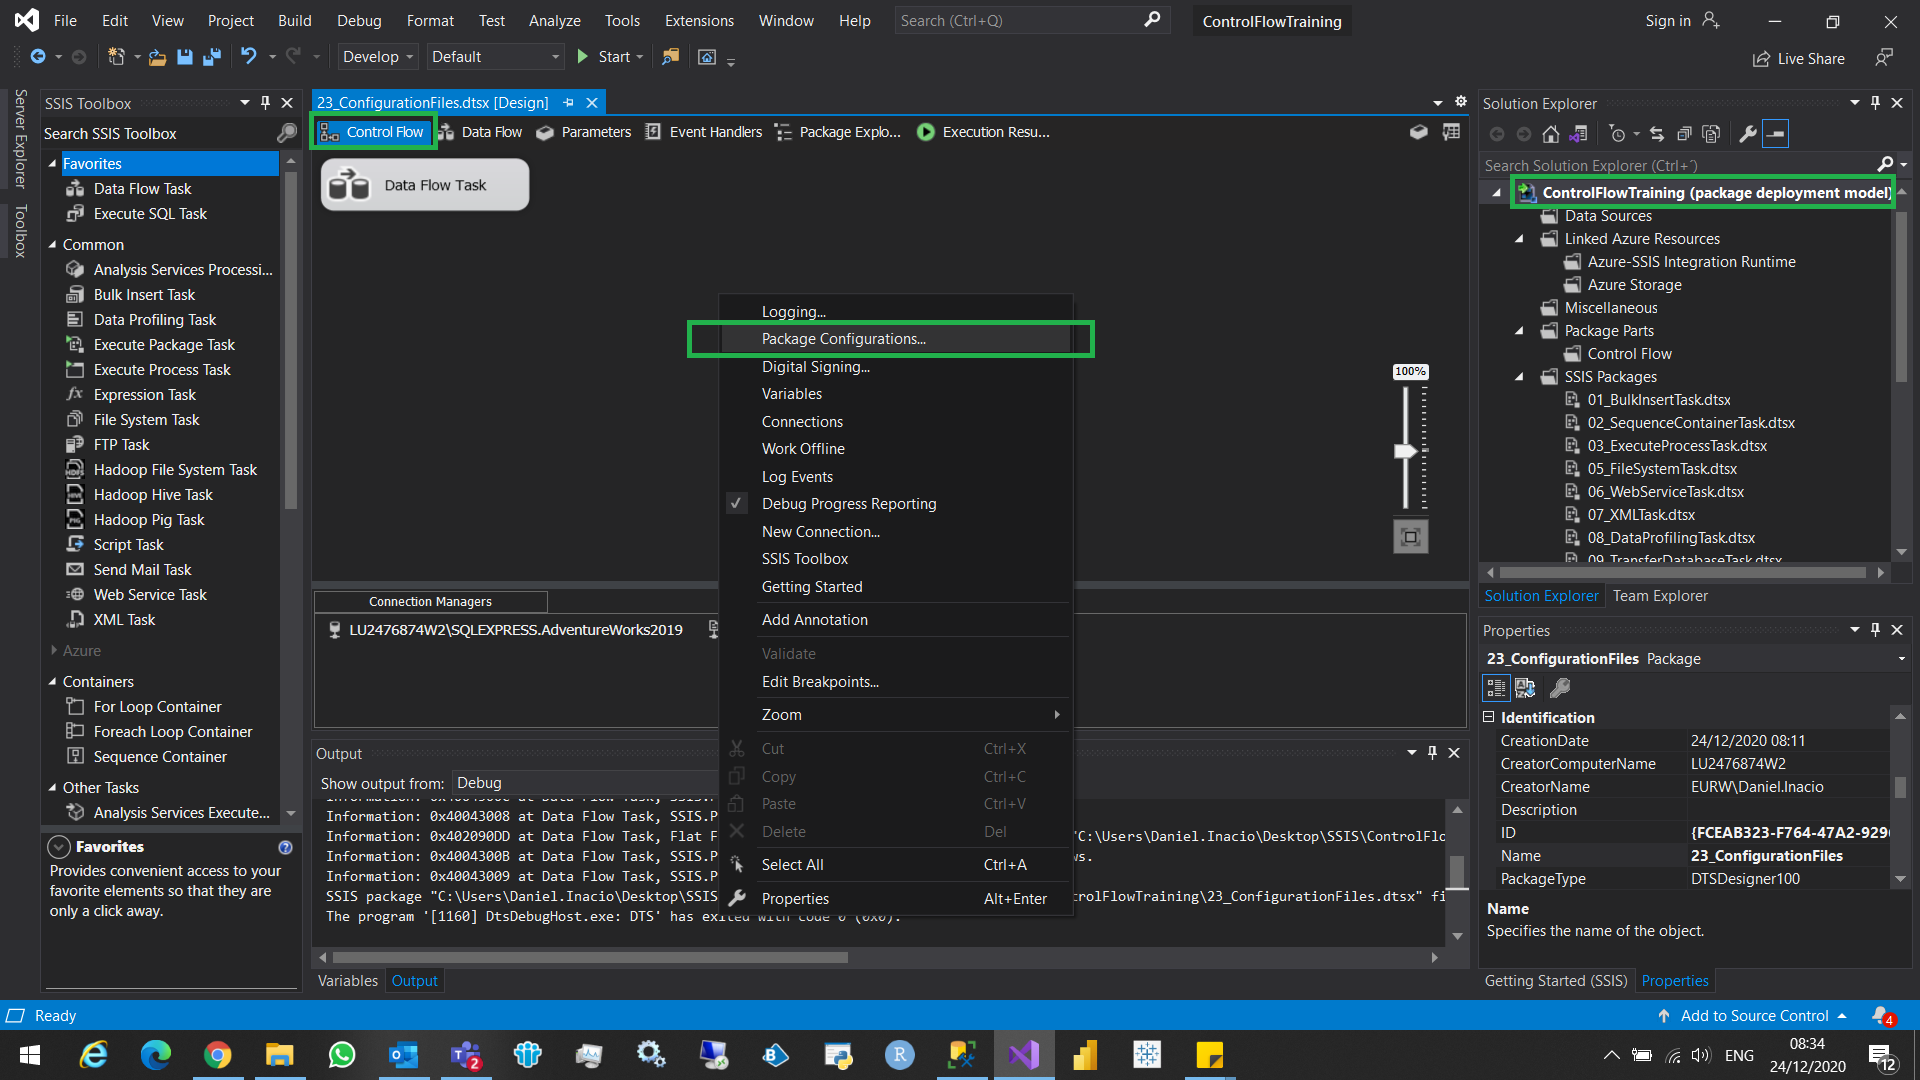 File Edit View Project Build Debug Format Test Analyze Tools Extensions Window Help Search (Ctrl+Q) ControlFlowTraining Sign in
Develop Default Start Live Share
Server Explorer
Toolbox
SSIS Toolbox
Search SSIS Toolbox
Favorites
Data Flow Task
Execute SQL Task
Common
Analysis Services Processi...
Bulk Insert Task
Data Profiling Task
Execute Package Task
Execute Process Task
Expression Task
File System Task
FTP Task
Hadoop File System Task
Hadoop Hive Task
Hadoop Pig Task
Script Task
Send Mail Task
Web Service Task
XML Task
Azure
Containers
For Loop Container
Foreach Loop Container
Sequence Container
Other Tasks
Analysis Services Execute...
Favorites
Provides convenient access to your
favorite elements so that they are
only a click away.
23_ConfigurationFiles.dtsx [Design]
Control Flow Data Flow Parameters Event Handlers Package Explo... Execution Resu...
Data Flow Task
100%
Logging...
Package Configurations...
Digital Signing...
Variables
Connections
Work Offline
Log Events
Debug Progress Reporting
New Connection...
SSIS Toolbox
Getting Started
Add Annotation
Validate
Edit Breakpoints...
Zoom
Cut Ctrl+X
Copy Ctrl+C
Paste Ctrl+V
Delete Del
Select All Ctrl+A
Properties Alt+Enter
Connection Managers
LU2476874W2\SQLEXPRESS.AdventureWorks2019
Output
Show output from: Debug
Information: at Data Flow Task, SSIS.P
Information: 0x40043008 at Data Flow Task, SSIS.P
Information: 0x402090DD at Data Flow Task, Flat F "C:\Users\Daniel.Inacio\Desktop\SSIS\ControlFlo
Information: 0x4004300B at Data Flow Task, SSIS.P ws.
Information: 0x40043009 at Data Flow Task, SSIS.P
SSIS package "C:\Users\Daniel.Inacio\Desktop\SSIS ntrolFlowTraining\23_ConfigurationFiles.dtsx" fi
The program '[1160] DtsDebugHost.exe: DTS' has exited with code 0 (0x0).
Variables Output
Solution Explorer
Search Solution Explorer (Ctrl+´)
ControlFlowTraining (package deployment model)
Data Sources
Linked Azure Resources
Azure-SSIS Integration Runtime
Azure Storage
Miscellaneous
Package Parts
Control Flow
SSIS Packages
01_BulkInsertTask.dtsx
02_SequenceContainerTask.dtsx
03_ExecuteProcessTask.dtsx
05_FileSystemTask.dtsx
06_WebServiceTask.dtsx
07_XMLTask.dtsx
08_DataProfilingTask.dtsx
09_TransferDatabaseTask.dtsx
Solution Explorer Team Explorer
Properties
23_ConfigurationFiles Package
Identification
CreationDate 24/12/2020 08:11
CreatorComputerName LU2476874W2
CreatorName EURW\Daniel.Inacio
Description
ID {FCEAB323-F764-47A2-929
Name 23_ConfigurationFiles
PackageType DTSDesigner100
Name
Specifies the name of the object.
Getting Started (SSIS) Properties
Ready Add to Source Control 4
2 ENG 08:34
24/12/2020 12